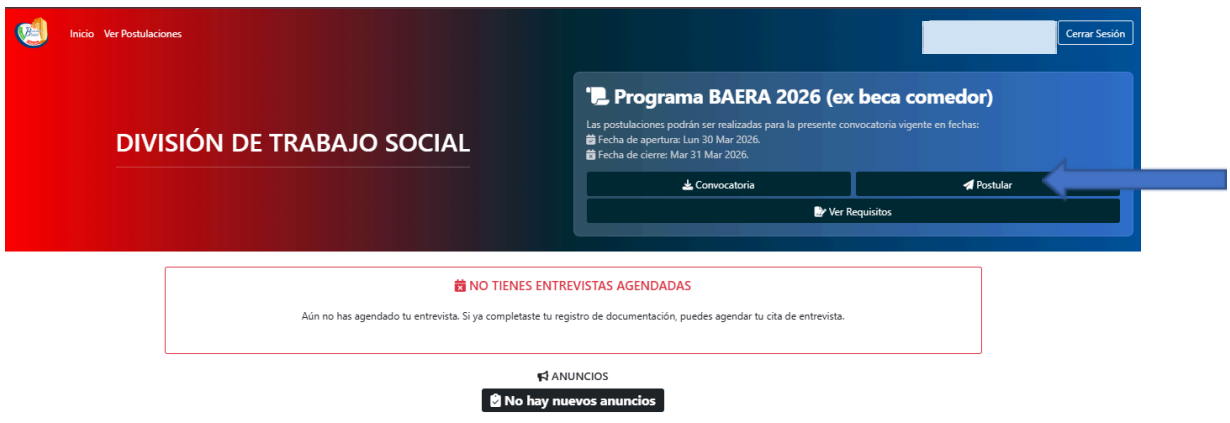 Inicio Ver Postulaciones
Cerrar Sesión
DIVISIÓN DE TRABAJO SOCIAL
Programa BAERA 2026 (ex beca comedor)
Las postulaciones podrán ser realizadas para la presente convocatoria vigente en fechas:
Fecha de apertura: Lun 30 Mar 2026.
Fecha de cierre: Mar 31 Mar 2026.
Convocatoria
Postular
Ver Requisitos
NO TIENES ENTREVISTAS AGENDADAS
Aún no has agendado tu entrevista. Si ya completaste tu registro de documentación, puedes agendar tu cita de entrevista.
ANUNCIOS
No hay nuevos anuncios